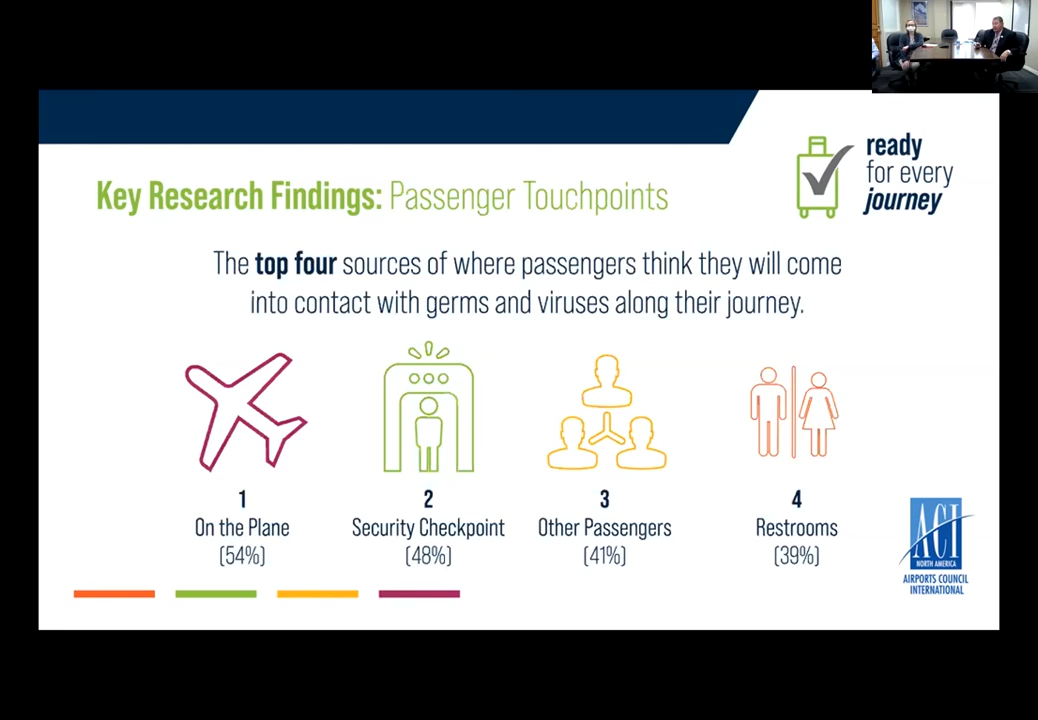 ready
for every
journey
Key Research Findings: Passenger Touchpoints
The top four sources of where passengers think they will come
into contact with germs and viruses along their journey.
1
On the Plane
(54%)
2
Security Checkpoint
(48%)
3
Other Passengers
(41%)
4
Restrooms
(39%)
ACI
NORTH AMERICA
AIRPORTS COUNCIL
INTERNATIONAL